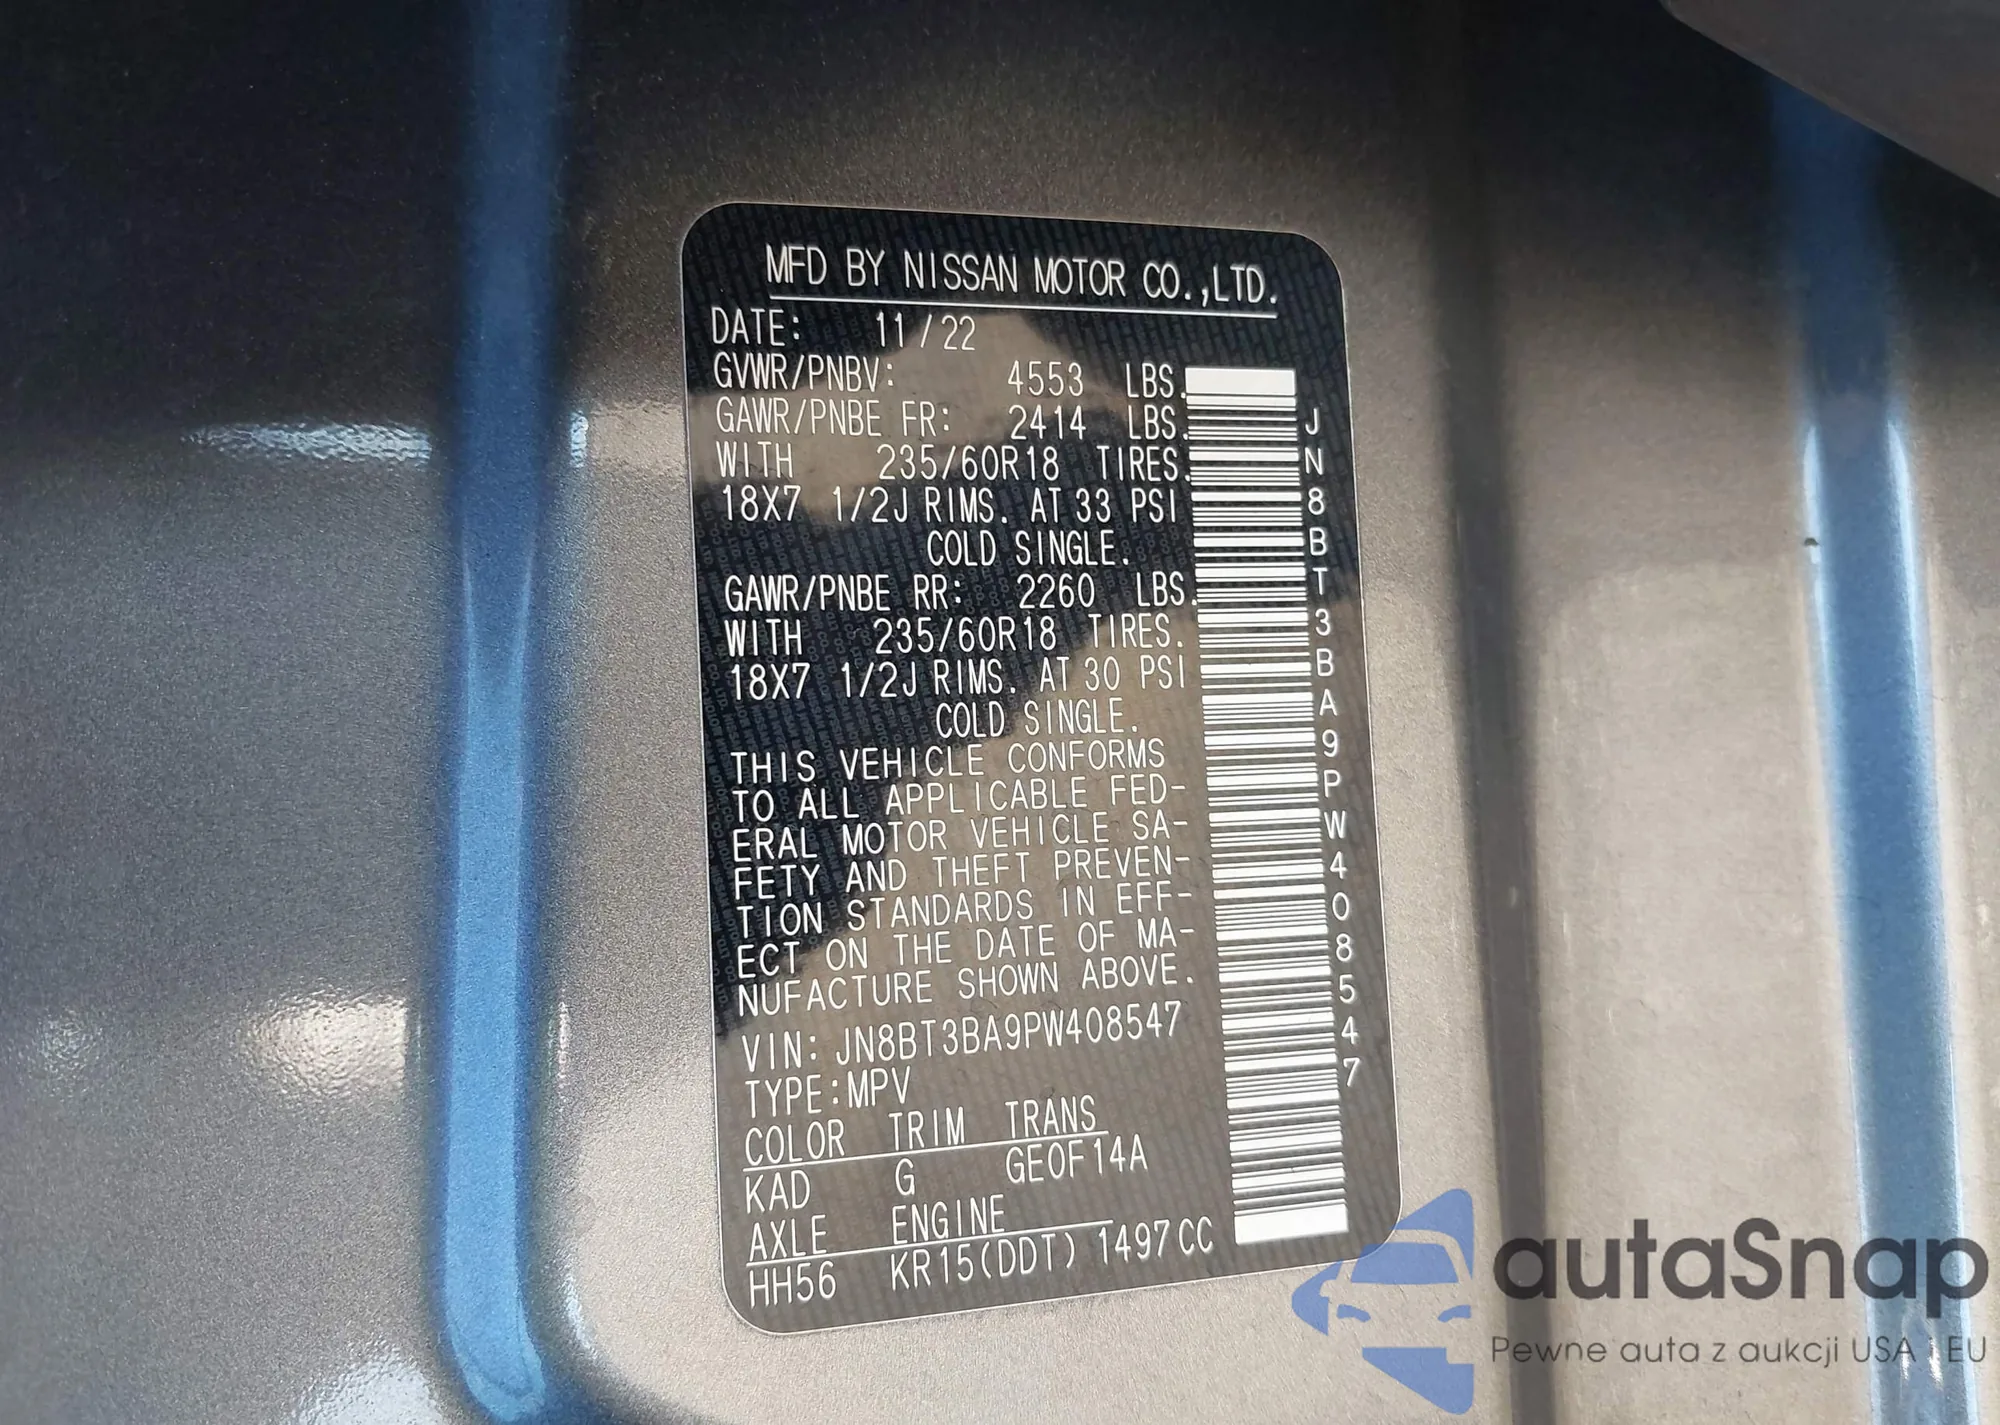 MFD BY NISSAN MOTOR CO.,LTD.
DATE: 11/22
GVWR/PNBV: 4553 LBS.
GAWR/PNBE FR: 2414 LBS.
WITH 235/60R18 TIRES.
18X7 1/2J RIMS. AT 33 PSI
COLD SINGLE.
GAWR/PNBE RR: 2260 LBS.
WITH 235/60R18 TIRES.
18X7 1/2J RIMS. AT 30 PSI
COLD SINGLE.
THIS VEHICLE CONFORMS
TO ALL APPLICABLE FED-
ERAL MOTOR VEHICLE SA-
FETY AND THEFT PREVEN-
TION STANDARDS IN EFF-
ECT ON THE DATE OF MA-
NUFACTURE SHOWN ABOVE.
VIN: JN8BT3BA9PW408547
TYPE:MPV
COLOR TRIM TRANS
KAD G GE0F14A
AXLE ENGINE
HH56 KR15(DDT) 1497CC
JN8BT3BA9PW408547
autaSnap
Pewne auta z aukcji USA i EU